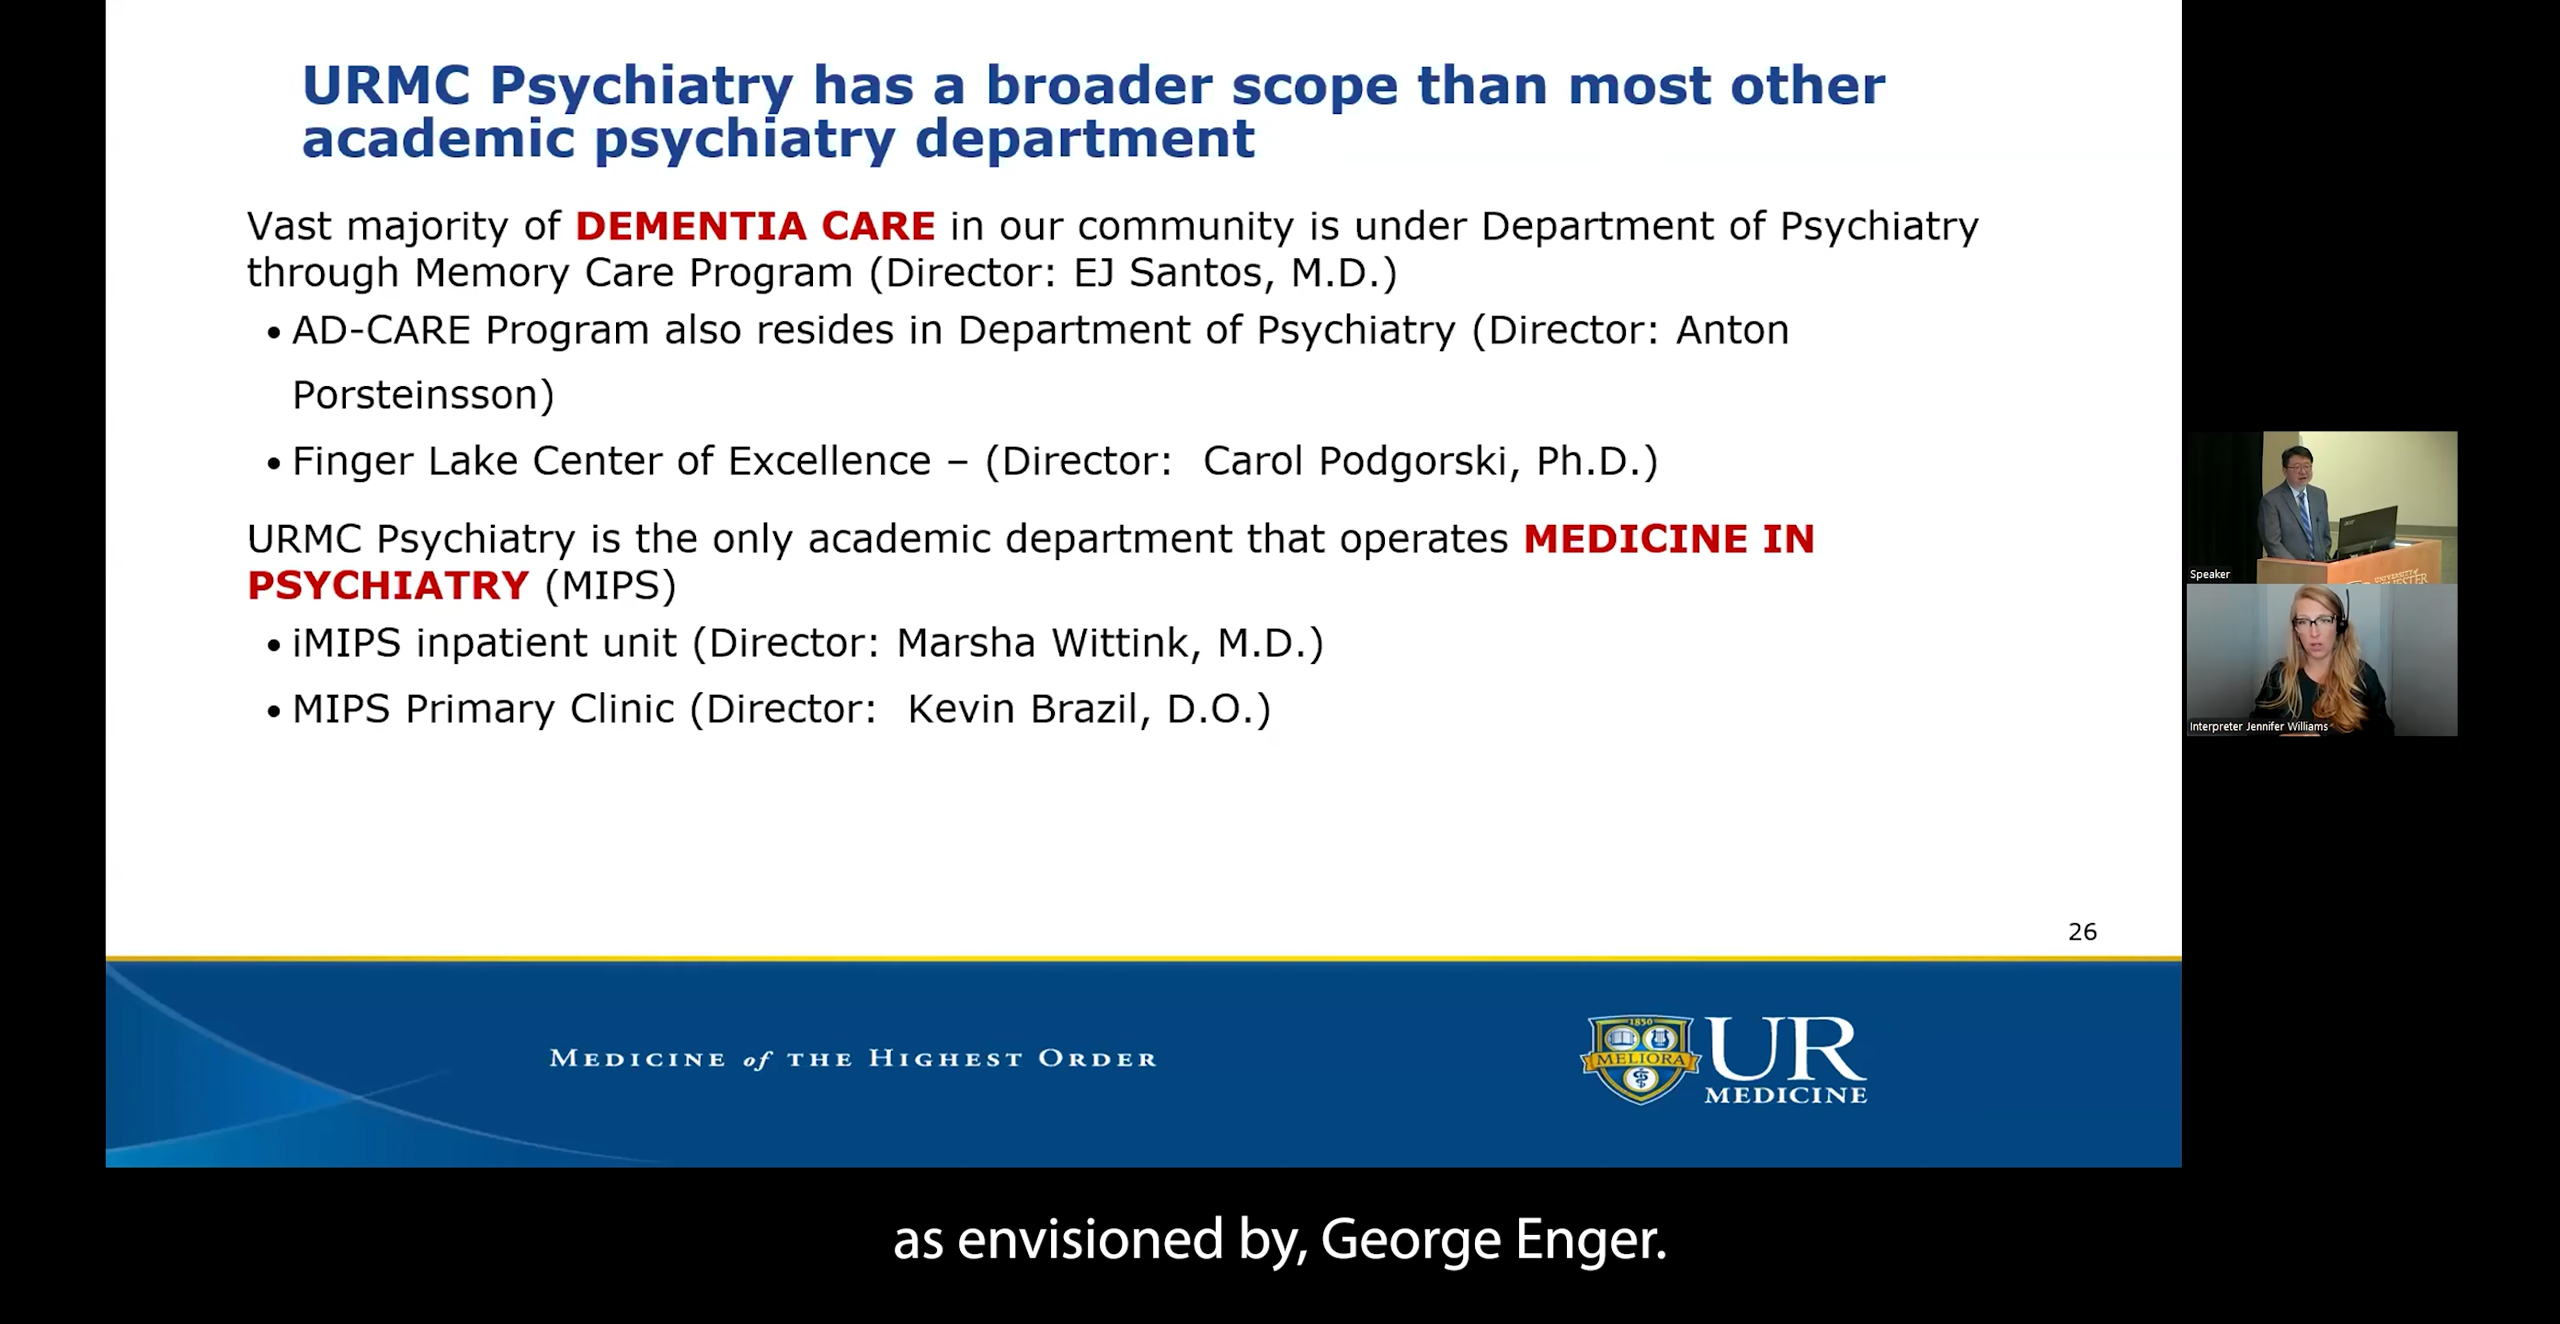 URMC Psychiatry has a broader scope than most other
academic psychiatry department
Vast majority of DEMENTIA CARE in our community is under Department of Psychiatry
through Memory Care Program (Director: EJ Santos, M.D.)
• AD-CARE Program also resides in Department of Psychiatry (Director: Anton
Porsteinsson)
• Finger Lake Center of Excellence – (Director:  Carol Podgorski, Ph.D.)
URMC Psychiatry is the only academic department that operates MEDICINE IN
PSYCHIATRY (MIPS)
• iMIPS inpatient unit (Director: Marsha Wittink, M.D.)
• MIPS Primary Clinic (Director:  Kevin Brazil, D.O.)
26
MEDICINE of THE HIGHEST ORDER
1850
MELIORA
UR
MEDICINE
Speaker
UNIVERSITY of
Interpreter Jennifer Williams
as envisioned by, George Enger.